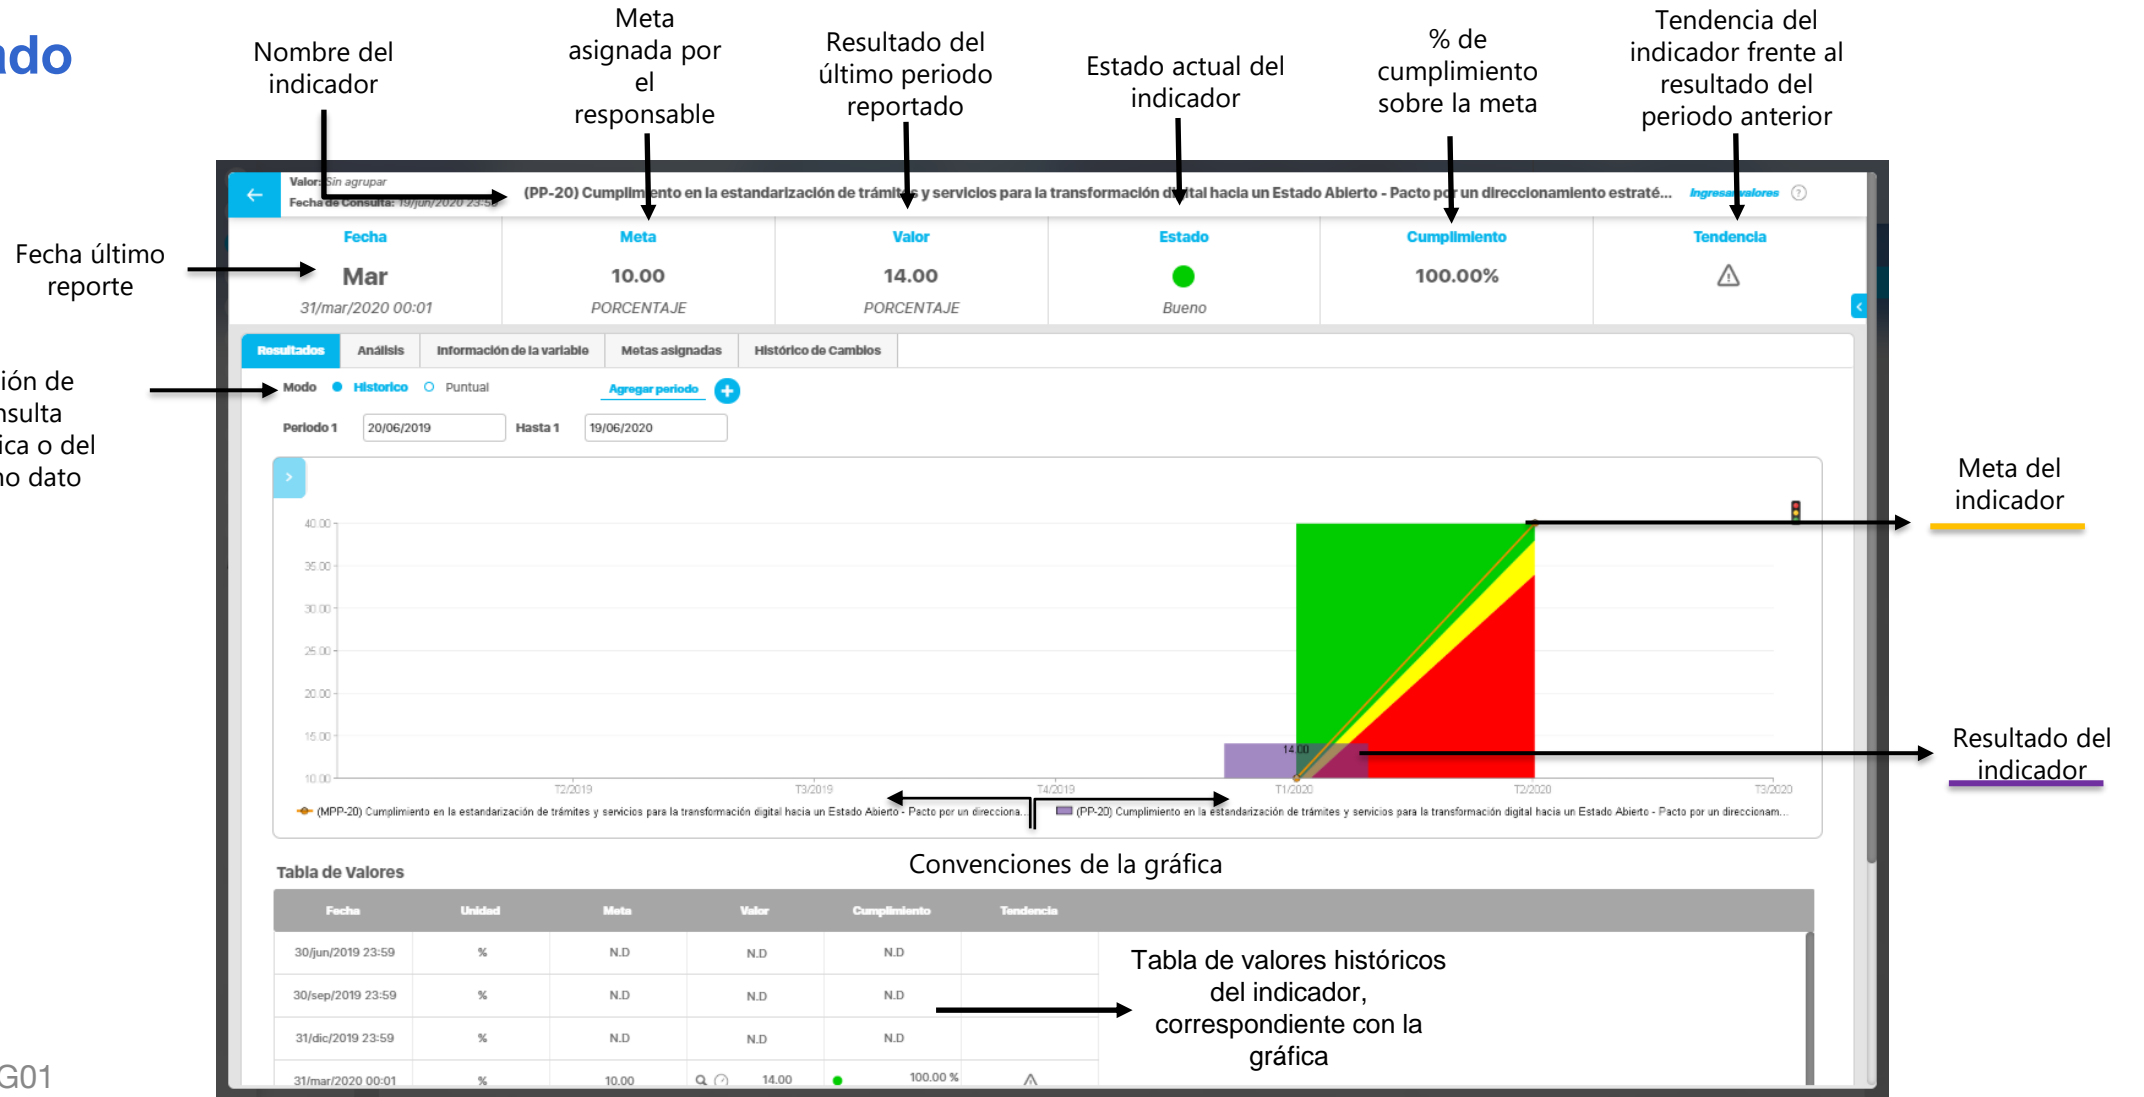 ado
Nombre del
indicador
Meta
asignada por
el
responsable
Resultado del
último periodo
reportado
Estado actual del
indicador
% de
cumplimiento
sobre la meta
Tendencia del
indicador frente al
resultado del
periodo anterior
Valor: Sin agrupar
Fecha de Consulta: 19/jun/2020 23:5
(PP-20) Cumplimiento en la estandarización de trámites y servicios para la transformación digital hacia un Estado Abierto - Pacto por un direccionamiento estraté...
Ingresar valores
?
Fecha último
reporte
Fecha
Mar
31/mar/2020 00:01
Meta
10.00
PORCENTAJE
Valor
14.00
PORCENTAJE
Estado
Bueno
Cumplimiento
100.00%
Tendencia
Resultados Análisis Información de la variable Metas asignadas Histórico de Cambios
ión de
nsulta
ica o del
no dato
Modo Historico Puntual Agregar periodo +
Periodo 1 20/06/2019 Hasta 1 19/06/2020
40.00
35.00
30.00
25.00
20.00
15.00
10.00
14.00
T2/2019 T3/2019 T4/2019 T1/2020 T2/2020 T3/2020
(MPP-20) Cumplimiento en la estandarización de trámites y servicios para la transformación digital hacia un Estado Abierto - Pacto por un direcciona...
(PP-20) Cumplimiento en la estandarización de trámites y servicios para la transformación digital hacia un Estado Abierto - Pacto por un direccionam...
Meta del
indicador
Resultado del
indicador
Convenciones de la gráfica
Tabla de Valores
Fecha Unidad Meta Valor Cumplimiento Tendencia
30/jun/2019 23:59 % N.D N.D N.D
30/sep/2019 23:59 % N.D N.D N.D
31/dic/2019 23:59 % N.D N.D N.D
31/mar/2020 00:01 % 10.00 14.00 100.00 %
Tabla de valores históricos
del indicador,
correspondiente con la
gráfica
G01